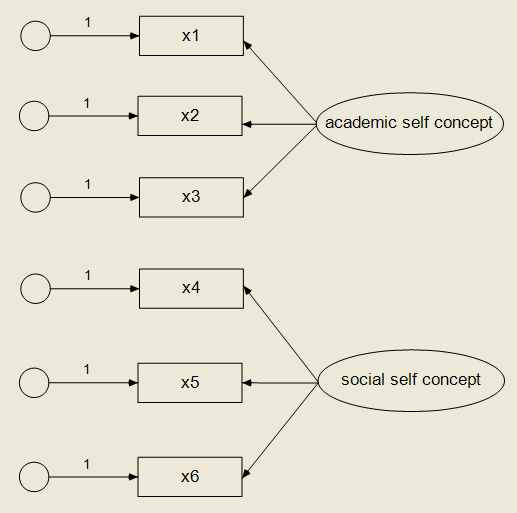 1
x1
1
x2
academic self concept
1
x3
1
x4
1
x5
social self concept
1
x6